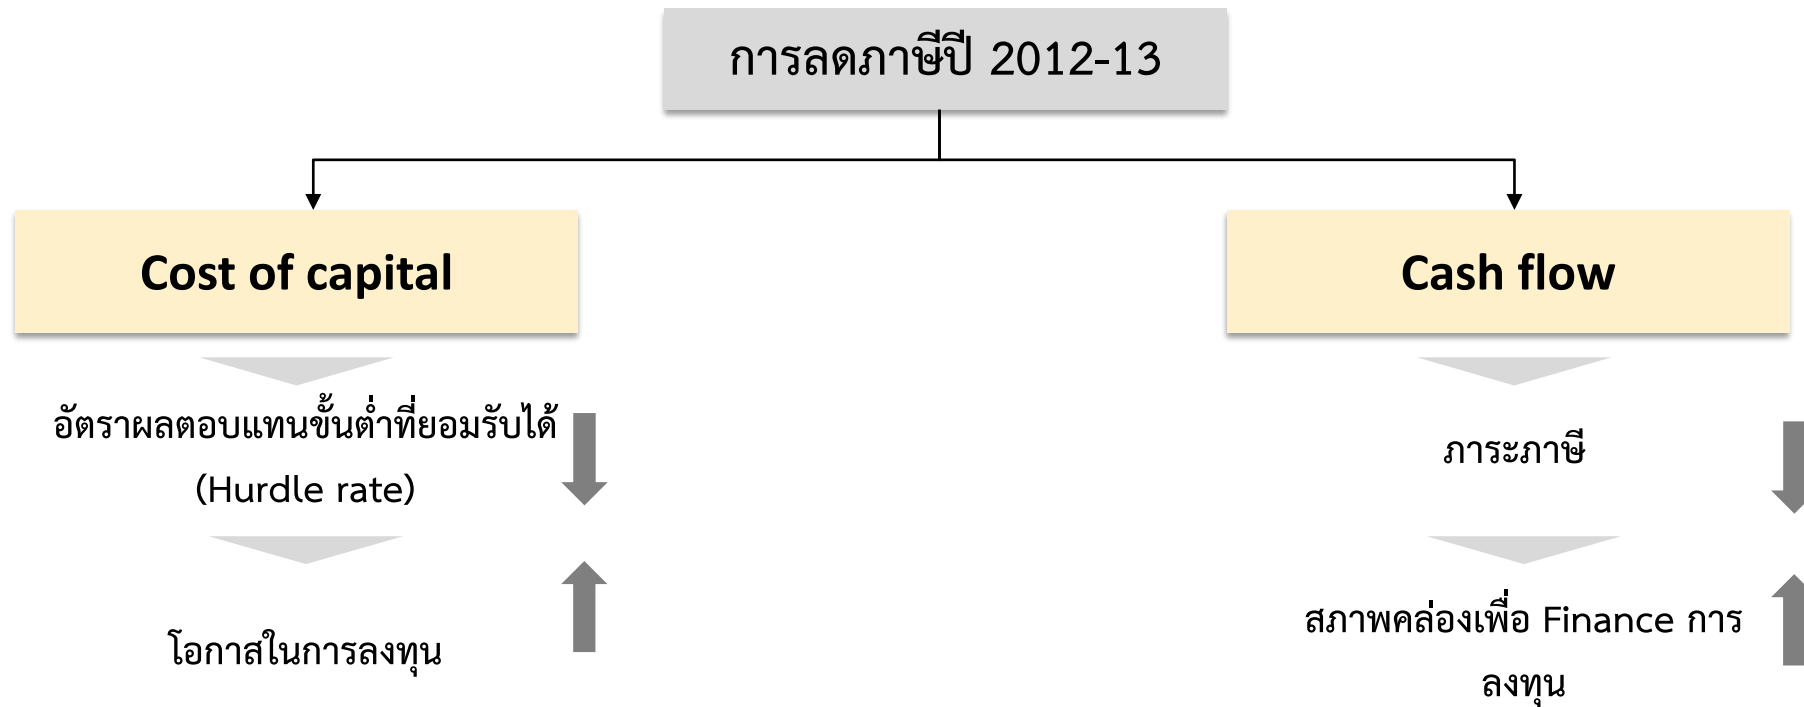 การลดภาษีปี 2012-13
Cost of capital
อัตราผลตอบแทนขั้นต่ำที่ยอมรับได้
(Hurdle rate)
โอกาสในการลงทุน
Cash flow
ภาระภาษี
สภาพคล่องเพื่อ Finance การ
ลงทุน